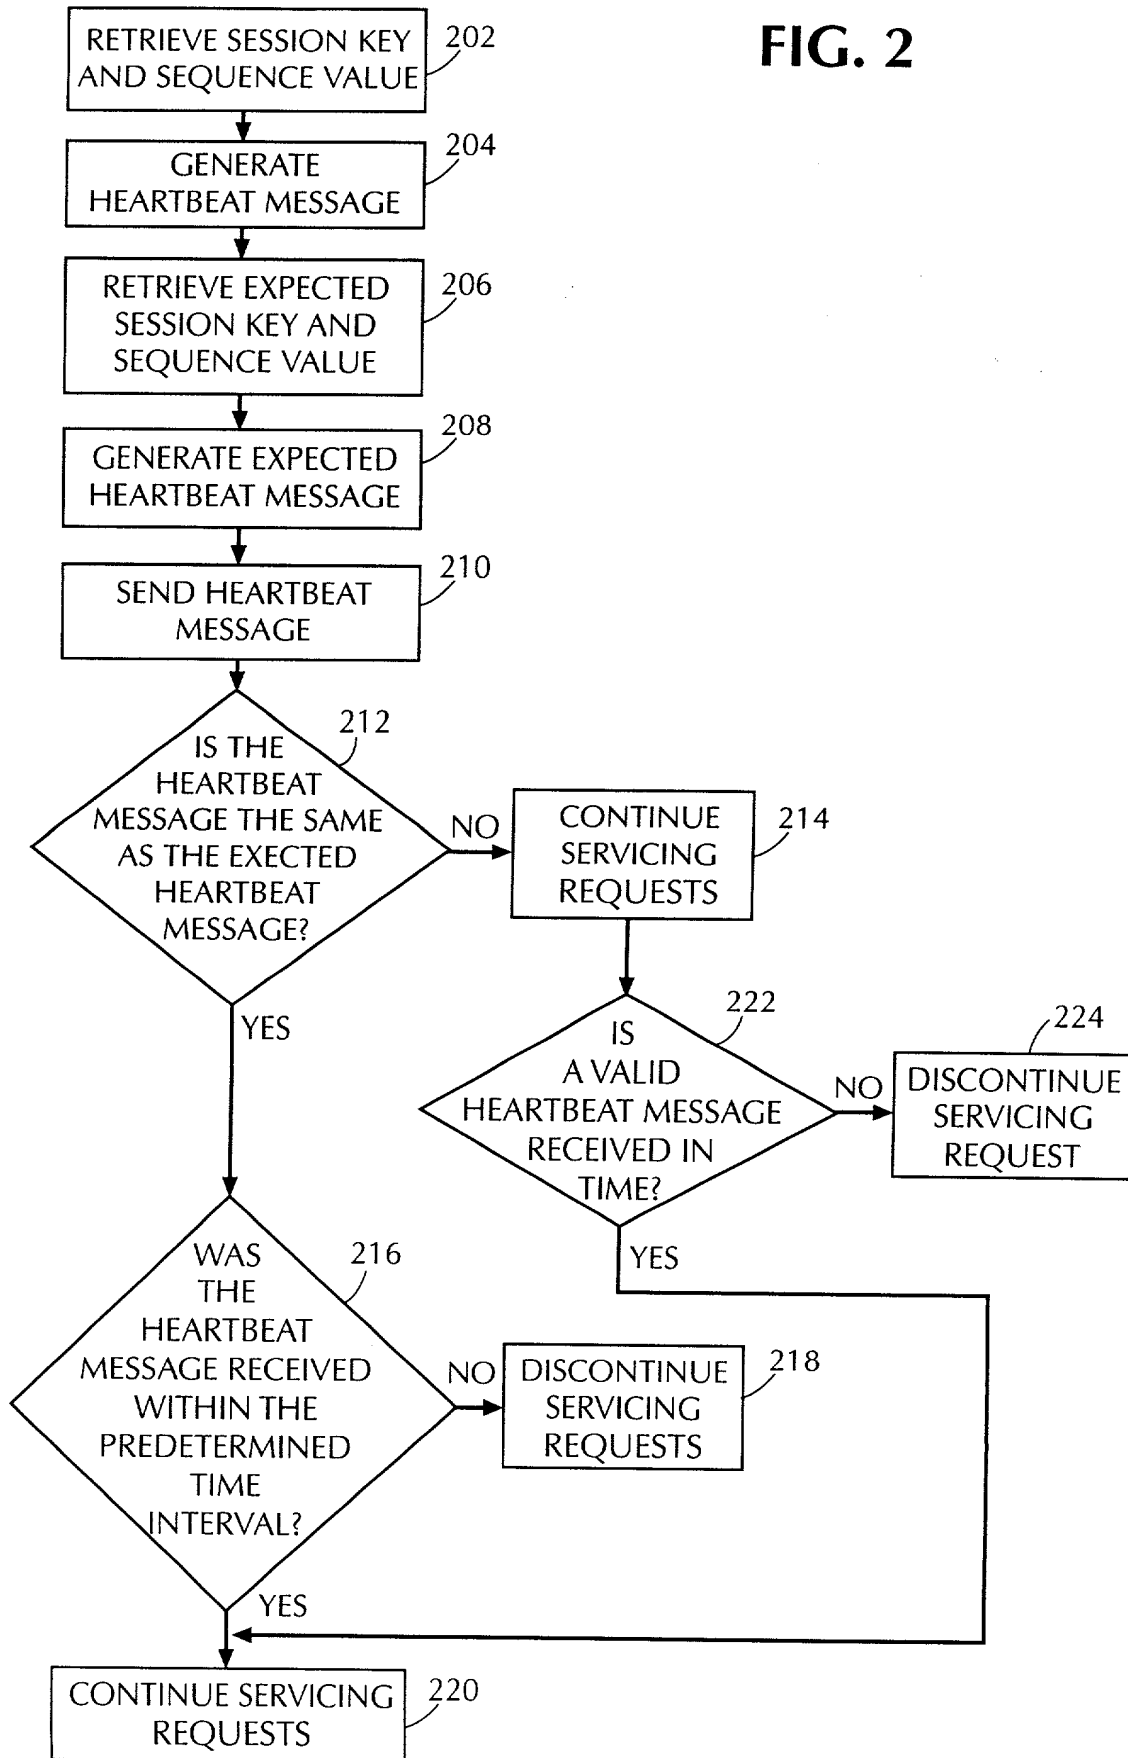 FIG. 2
RETRIEVE SESSION KEY
AND SEQUENCE VALUE
202
GENERATE
HEARTBEAT MESSAGE
204
RETRIEVE EXPECTED
SESSION KEY AND
SEQUENCE VALUE
206
GENERATE EXPECTED
HEARTBEAT MESSAGE
208
SEND HEARTBEAT
MESSAGE
210
IS THE
HEARTBEAT
MESSAGE THE SAME
AS THE EXECTED
HEARTBEAT
MESSAGE?
212
NO
CONTINUE
SERVICING
REQUESTS
214
YES
IS
A VALID
HEARTBEAT MESSAGE
RECEIVED IN
TIME?
222
NO
DISCONTINUE
SERVICING
REQUEST
224
YES
WAS
THE
HEARTBEAT
MESSAGE RECEIVED
WITHIN THE
PREDETERMINED
TIME
INTERVAL?
216
NO
DISCONTINUE
SERVICING
REQUESTS
218
YES
CONTINUE SERVICING
REQUESTS
220